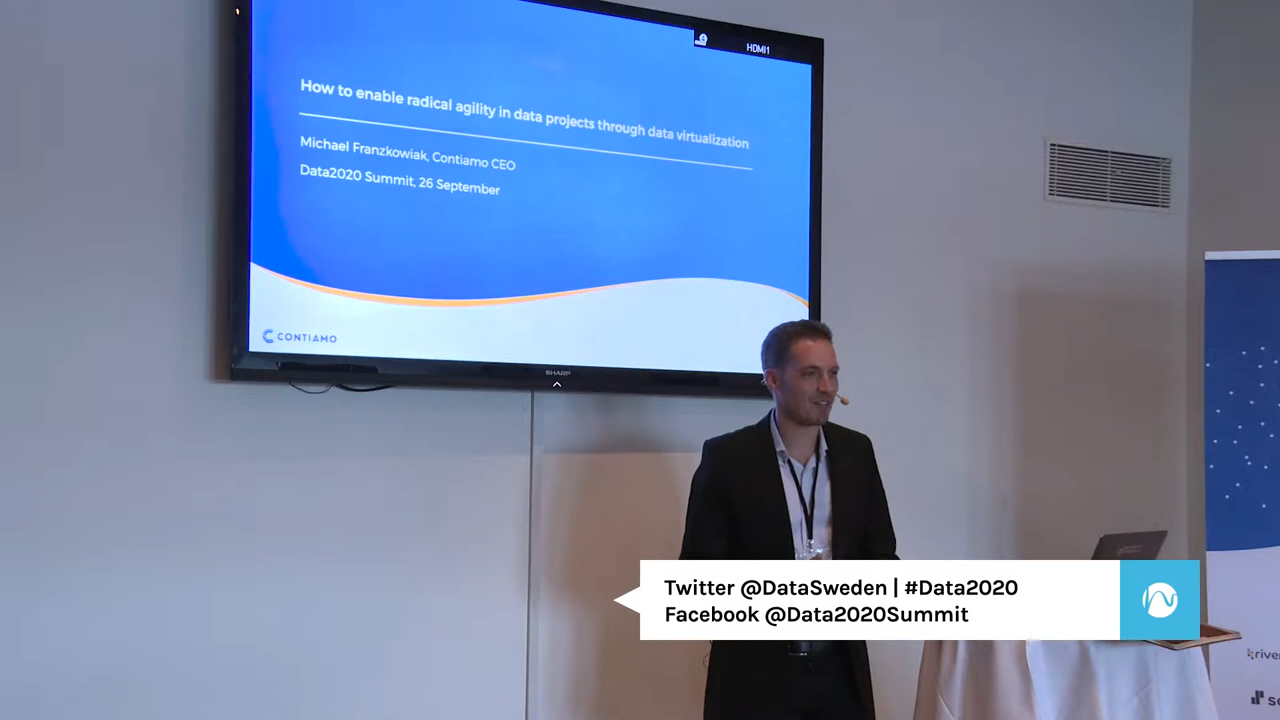 HDMI1
How to enable radical agility in data projects through data virtualization
Michael Franzkowiak, Contiamo CEO
Data2020 Summit, 26 September
CONTIAMO
SHARP
Twitter @DataSweden | #Data2020
Facebook @Data2020Summit